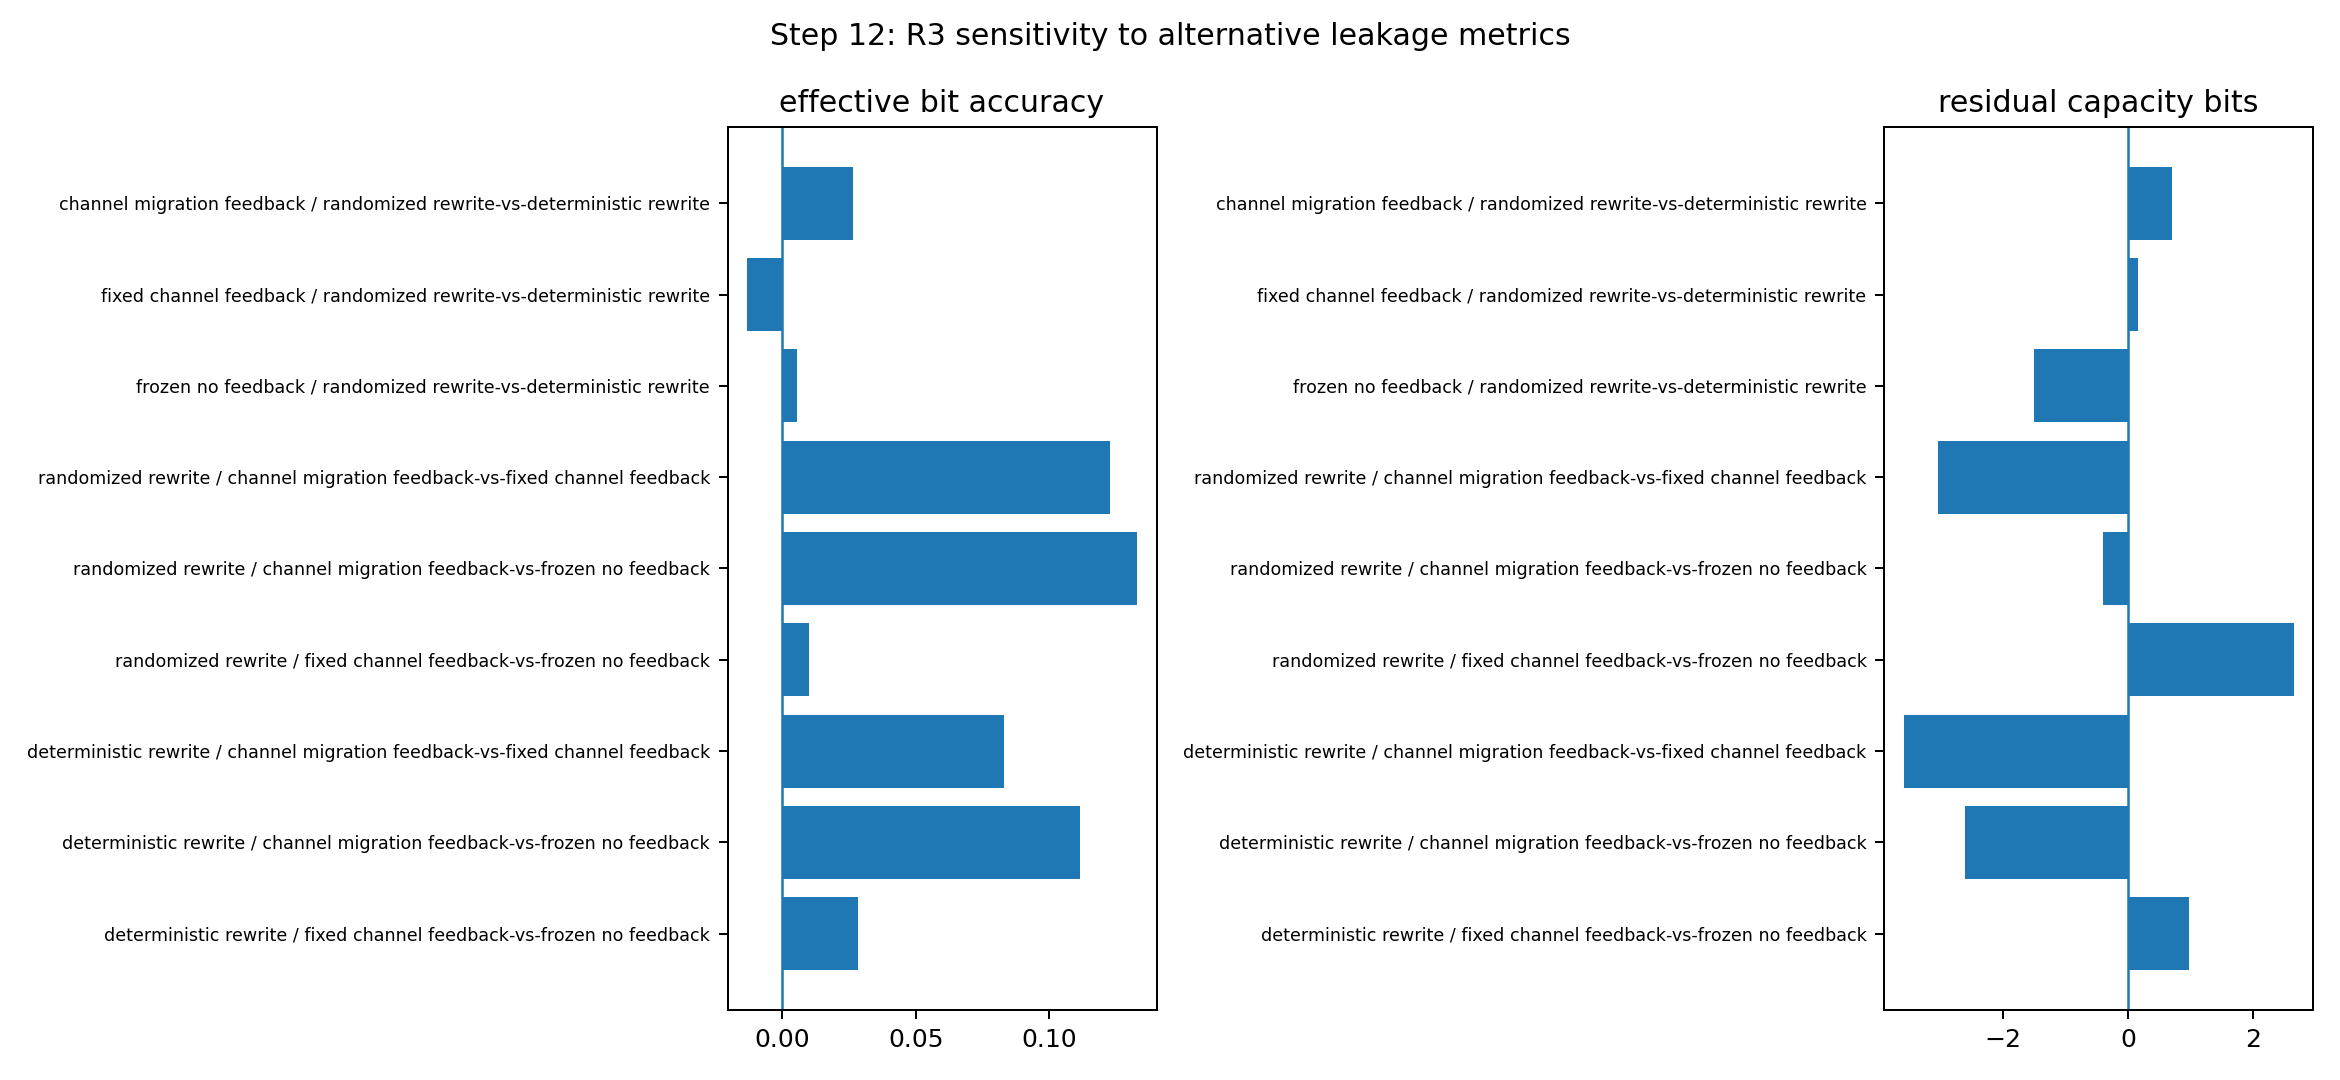 Step 12: R3 sensitivity to alternative leakage metrics
effective bit accuracy
channel migration feedback / randomized rewrite-vs-deterministic rewrite
fixed channel feedback / randomized rewrite-vs-deterministic rewrite
frozen no feedback / randomized rewrite-vs-deterministic rewrite
randomized rewrite / channel migration feedback-vs-fixed channel feedback
randomized rewrite / channel migration feedback-vs-frozen no feedback
randomized rewrite / fixed channel feedback-vs-frozen no feedback
deterministic rewrite / channel migration feedback-vs-fixed channel feedback
deterministic rewrite / channel migration feedback-vs-frozen no feedback
deterministic rewrite / fixed channel feedback-vs-frozen no feedback
0.00 0.05 0.10
residual capacity bits
channel migration feedback / randomized rewrite-vs-deterministic rewrite
fixed channel feedback / randomized rewrite-vs-deterministic rewrite
frozen no feedback / randomized rewrite-vs-deterministic rewrite
randomized rewrite / channel migration feedback-vs-fixed channel feedback
randomized rewrite / channel migration feedback-vs-frozen no feedback
randomized rewrite / fixed channel feedback-vs-frozen no feedback
deterministic rewrite / channel migration feedback-vs-fixed channel feedback
deterministic rewrite / channel migration feedback-vs-frozen no feedback
deterministic rewrite / fixed channel feedback-vs-frozen no feedback
−2 0 2